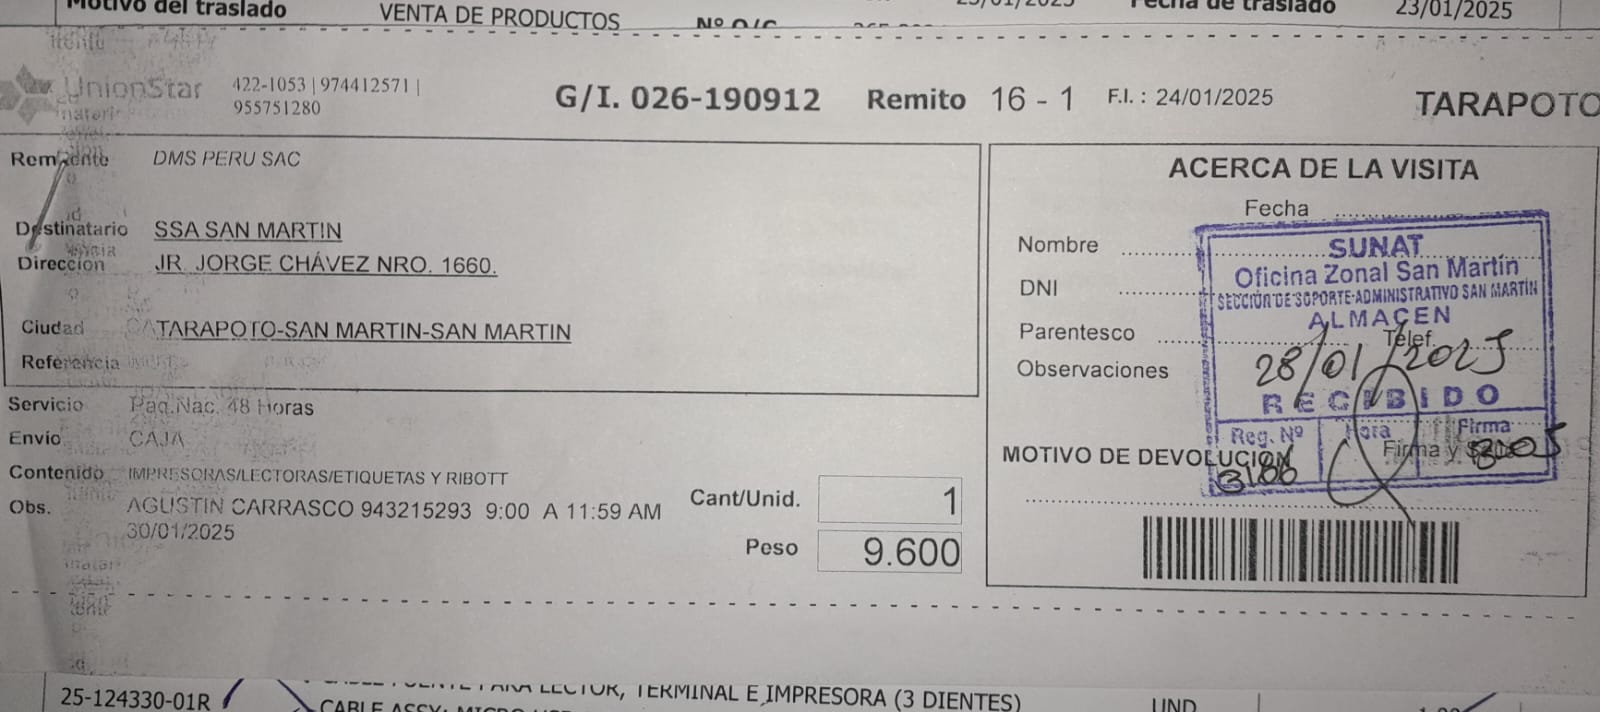 Motivo del traslado VENTA DE PRODUCTOS Nº O/C Fecha de traslado 23/01/2025
UnionStar 422-1053 | 974412571 |
955751280
G/I. 026-190912 Remito 16 - 1 F.I. : 24/01/2025 TARAPOTO
Remitente DMS PERU SAC
Destinatario SSA SAN MARTIN
Dirección JR. JORGE CHÁVEZ NRO. 1660.
Ciudad TARAPOTO-SAN MARTIN-SAN MARTIN
Referencia
Servicio Paq.Nac. 48 Horas
Envio CAJA
Contenido IMPRESORAS/LECTORAS/ETIQUETAS Y RIBOTT
Obs. AGUSTIN CARRASCO 943215293 9:00 A 11:59 AM
30/01/2025
Cant/Unid. 1
Peso 9.600
ACERCA DE LA VISITA
Fecha
Nombre
DNI
Parentesco Telef.
Observaciones
MOTIVO DE DEVOLUCION Firma y
SUNAT
Oficina Zonal San Martín
SECCIÓN DE SOPORTE-ADMINISTRATIVO SAN MARTÍN
ALMACEN
28/01/2025
RECIBIDO
Reg. Nº Hora Firma
3186
25-124330-01R LECTOR, TERMINAL E IMPRESORA (3 DIENTES)
CABLE ASSY: UND